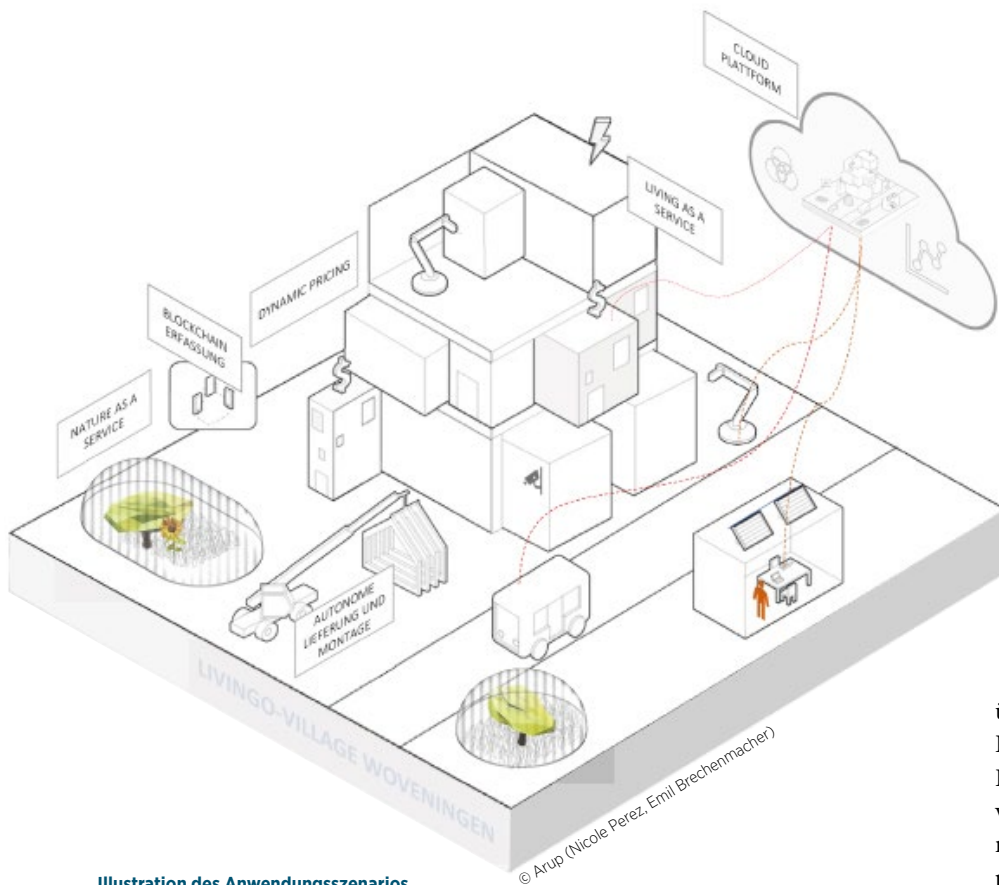 CLOUD
PLATTFORM
LIVING AS A
SERVICE
DYNAMIC PRICING
BLOCKCHAIN
ERFASSUNG
NATURE AS A
SERVICE
AUTONOME
LIEFERUNG UND
MONTAGE
LIVINGO-VILLAGE WOVENINGEN
© Arup (Nicole Perez, Emil Brechenmacher)
Illustration des Anwendungsszenarios